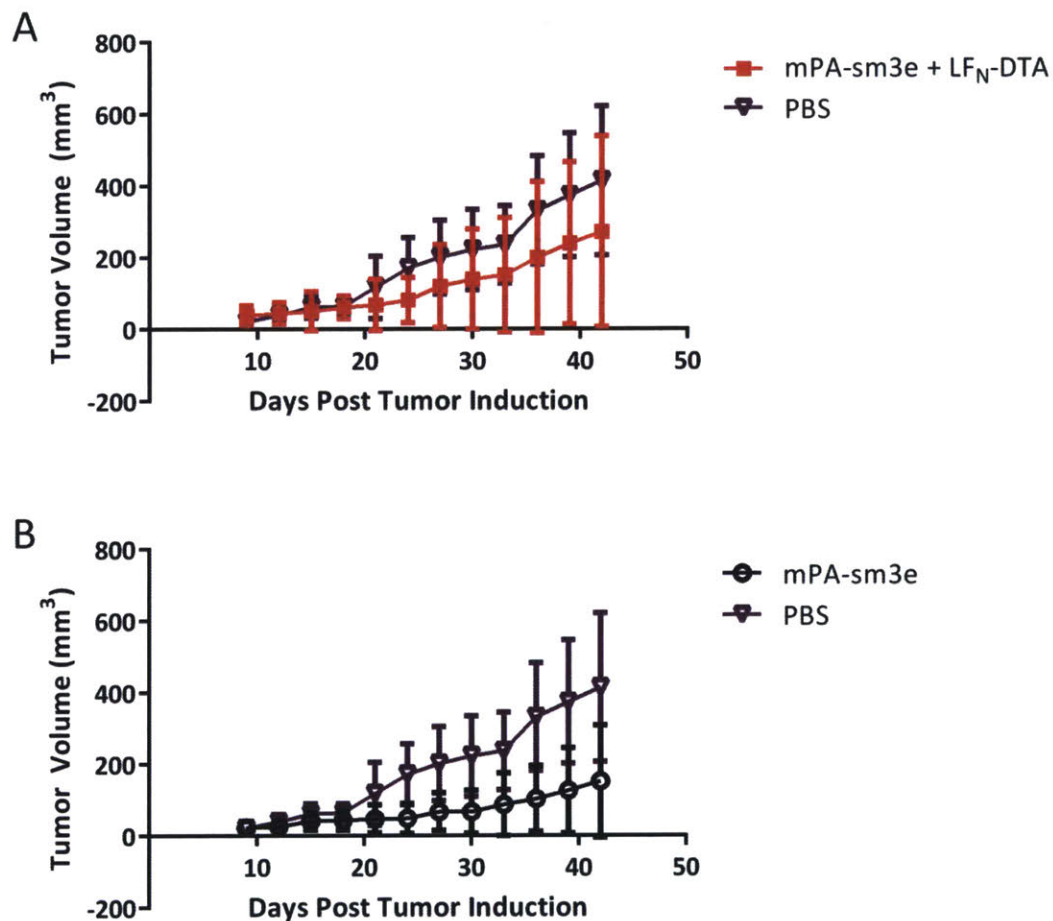 A
800
600
400
200
0
-200
Tumor Volume (mm³)
10 20 30 40 50
Days Post Tumor Induction
mPA-sm3e + LF_N-DTA
PBS
B
800
600
400
200
0
-200
Tumor Volume (mm³)
10 20 30 40 50
Days Post Tumor Induction
mPA-sm3e
PBS